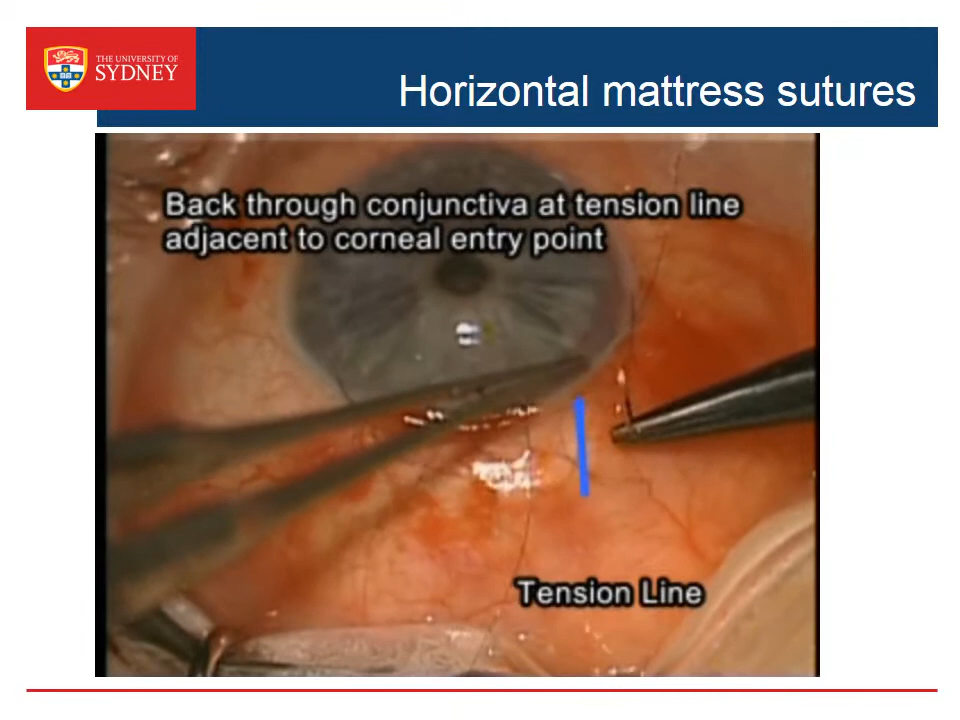 THE UNIVERSITY OF
SYDNEY
Horizontal mattress sutures
Back through conjunctiva at tension line
adjacent to corneal entry point
Tension Line